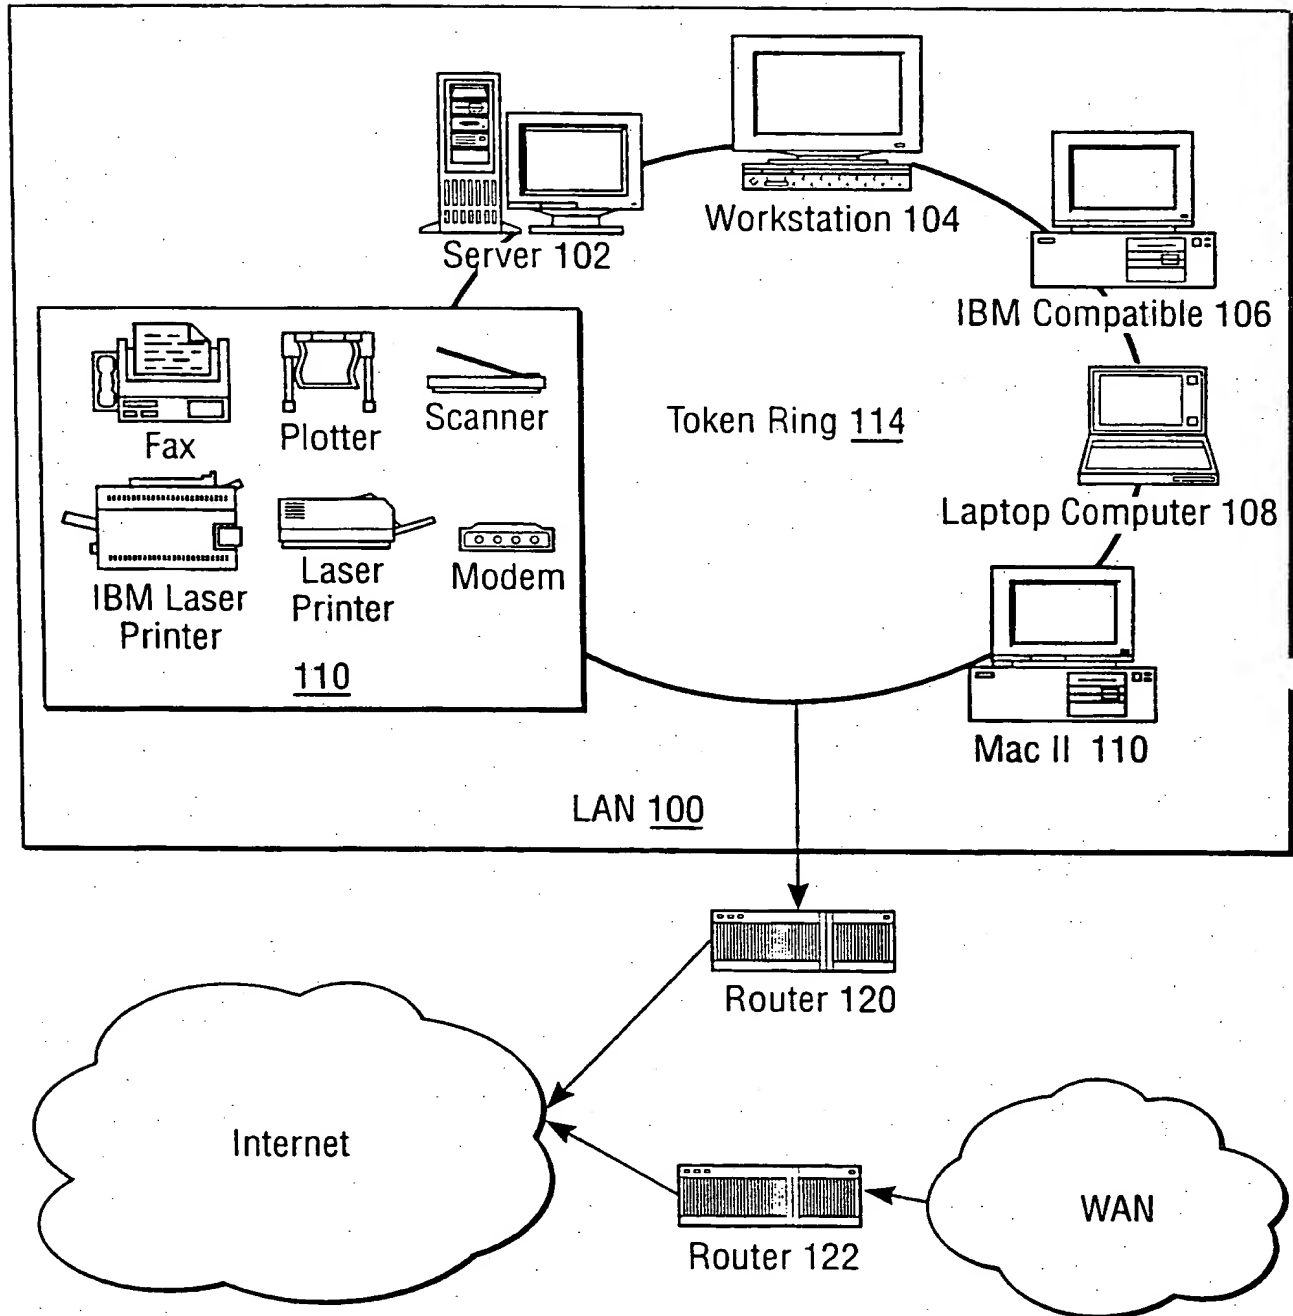 Server 102
Workstation 104
IBM Compatible 106
Fax
Plotter
Scanner
Token Ring 114
Laptop Computer 108
IBM Laser
Printer
Laser
Printer
Modem
110
Mac II 110
LAN 100
Router 120
Internet
Router 122
WAN